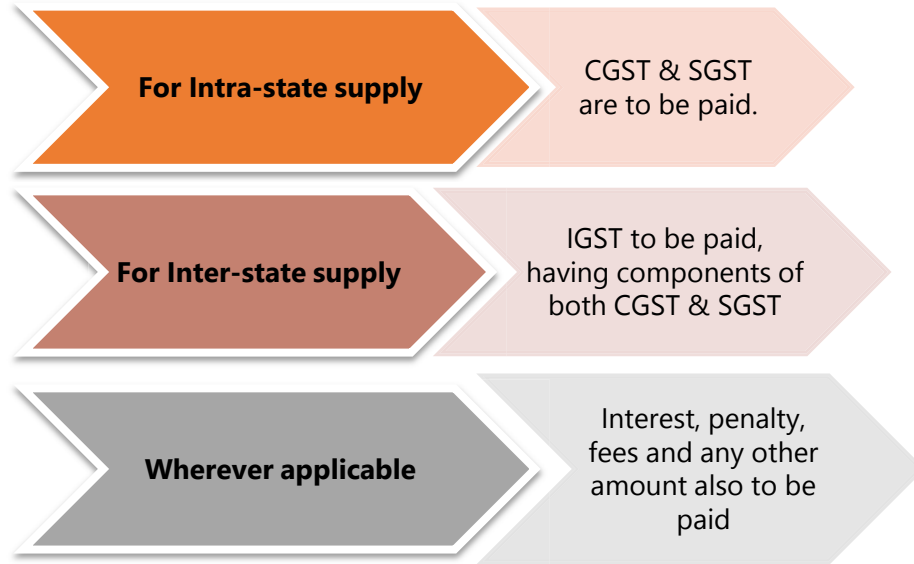 For Intra-state supply
CGST & SGST
are to be paid.
For Inter-state supply
IGST to be paid,
having components of
both CGST & SGST
Wherever applicable
Interest, penalty,
fees and any other
amount also to be
paid